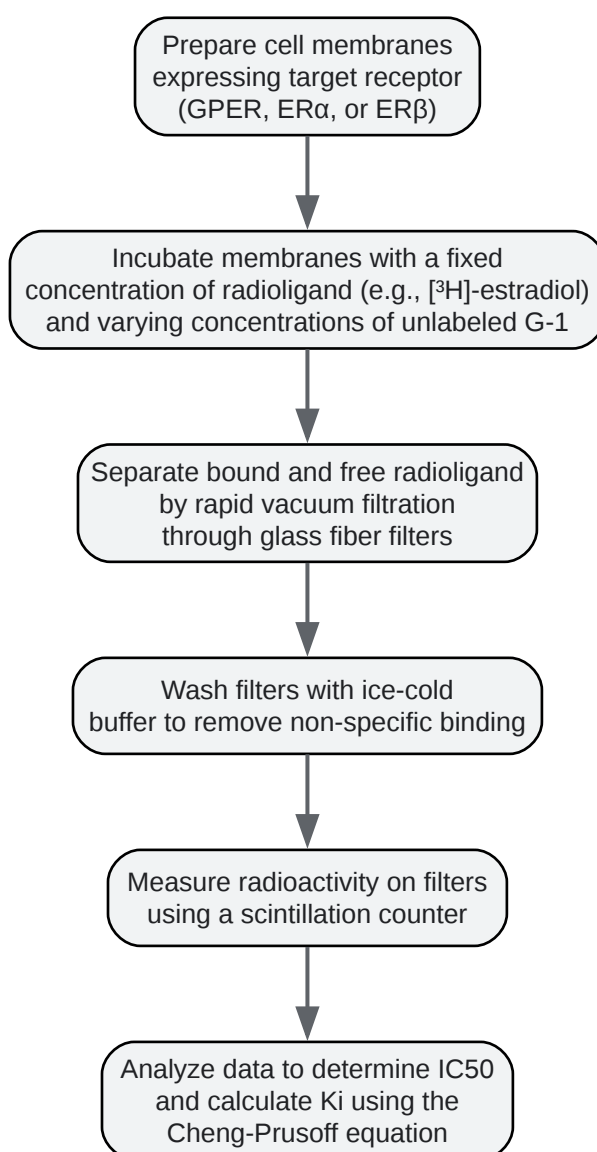 Prepare cell membranes
expressing target receptor
(GPER, ERα, or ERβ)
Incubate membranes with a fixed
concentration of radioligand (e.g., [³H]-estradiol)
and varying concentrations of unlabeled G-1
Separate bound and free radioligand
by rapid vacuum filtration
through glass fiber filters
Wash filters with ice-cold
buffer to remove non-specific binding
Measure radioactivity on filters
using a scintillation counter
Analyze data to determine IC50
and calculate Ki using the
Cheng-Prusoff equation